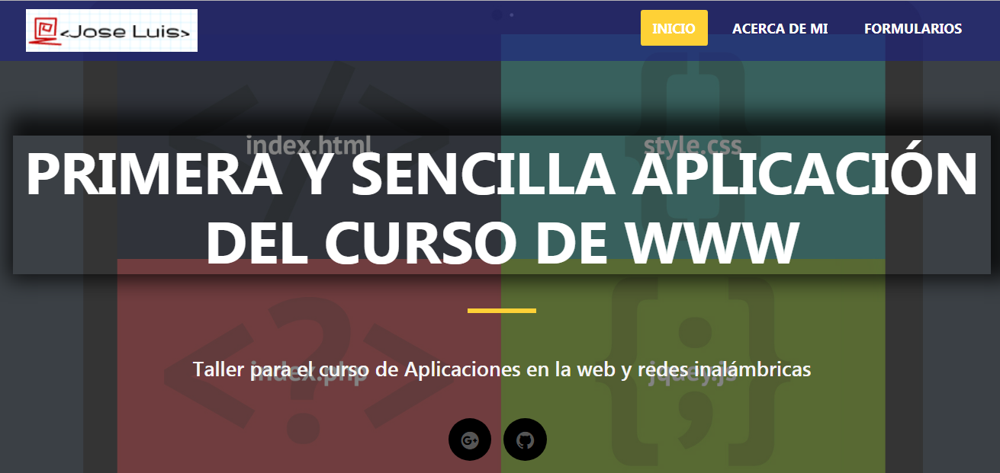 <Jose Luis>
INICIO ACERCA DE MI FORMULARIOS
index.html style.css
PRIMERA Y SENCILLA APLICACIÓN
DEL CURSO DE WWW
Taller para el curso de Aplicaciones en la web y redes inalámbricas
index.php jquey.js
G+